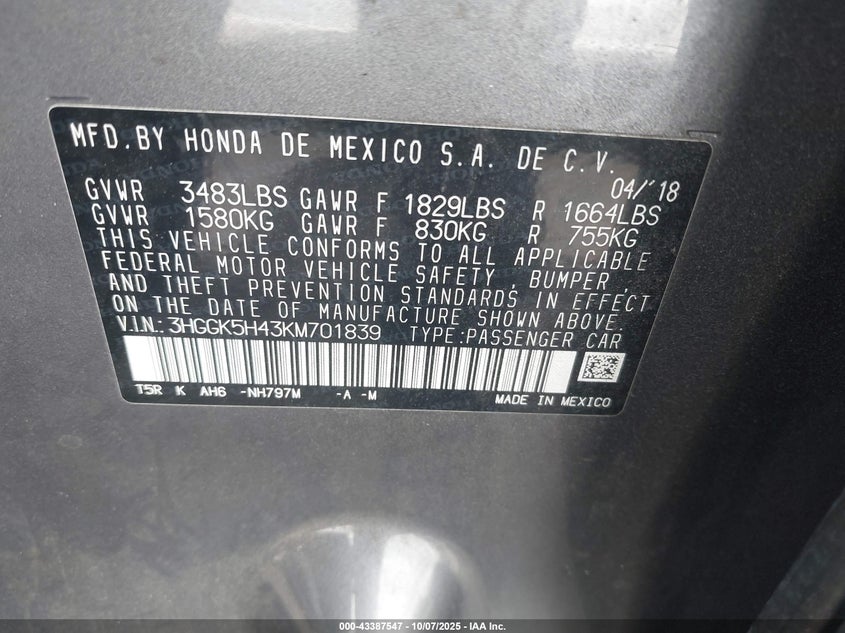 MFD.BY HONDA DE MEXICO S.A. DE C.V.
04/'18
GVWR 3483LBS GAWR F 1829LBS R 1664LBS
GVWR 1580KG GAWR F 830KG R 755KG
THIS VEHICLE CONFORMS TO ALL APPLICABLE
FEDERAL MOTOR VEHICLE SAFETY, BUMPER,
AND THEFT PREVENTION STANDARDS IN EFFECT
ON THE DATE OF MANUFACTURE SHOWN ABOVE.
V.I.N.: 3HGGK5H43KM701839 TYPE:PASSENGER CAR
T5R K AH6 -NH797M -A -M MADE IN MEXICO
000-43387547 - 10/07/2025 - IAA Inc.